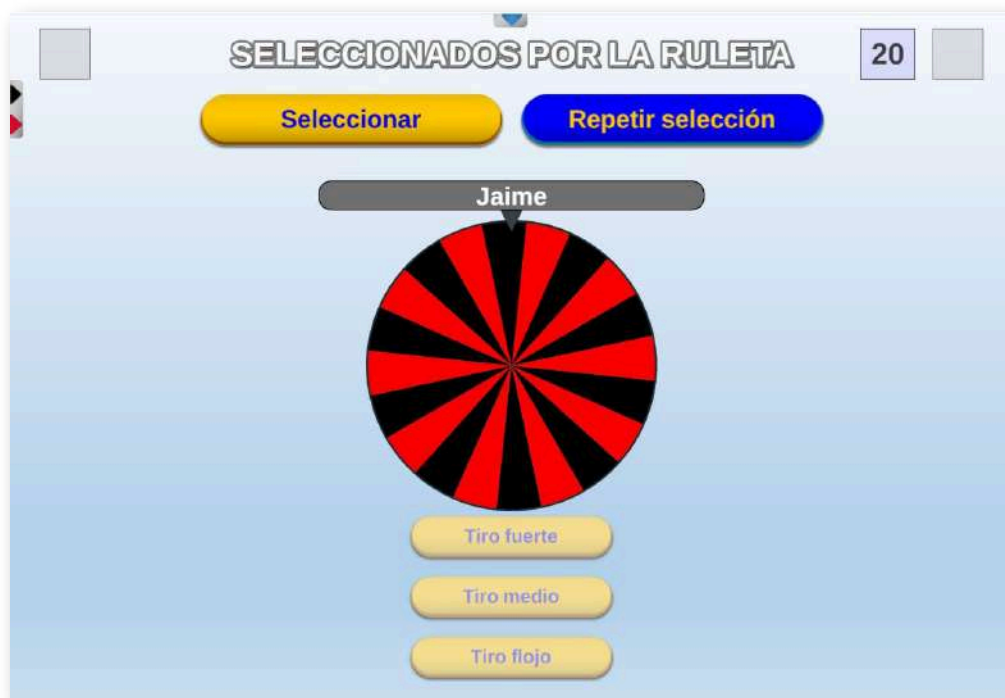 SELECCIONADOS POR LA RULETA
20
Seleccionar
Repetir selección
Jaime
Tiro fuerte
Tiro medio
Tiro flojo